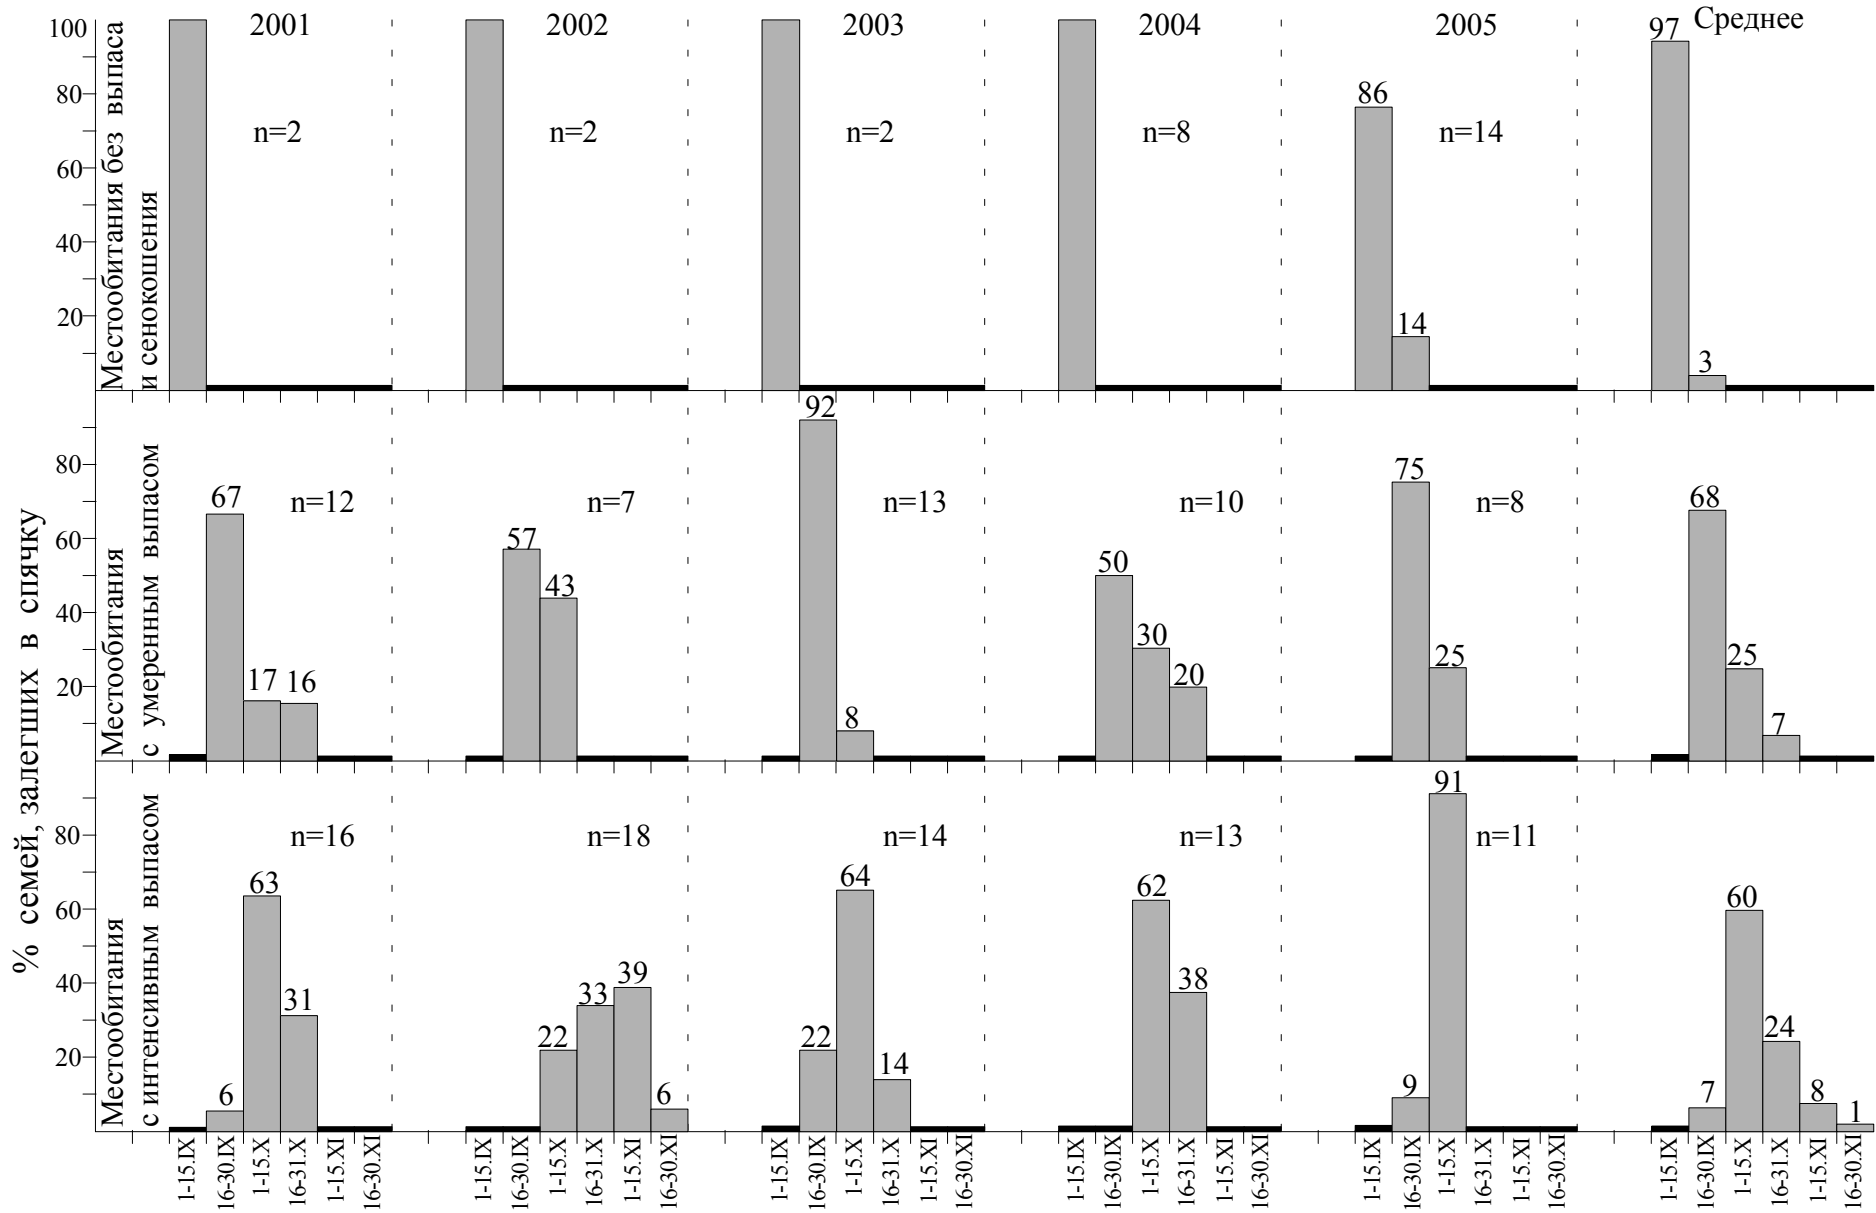 % семей, залегших в спячку
Местообитания без выпаса
и сенокошения
100
80
60
40
20
2001
n=2
2002
n=2
2003
n=2
2004
n=8
2005
86
14
n=14
Среднее
97
3
Местообитания
с умеренным выпасом
80
60
40
20
67
17
16
n=12
57
43
n=7
92
8
n=13
50
30
20
n=10
75
25
n=8
68
25
7
Местообитания
с интенсивным выпасом
80
60
40
20
6
63
31
n=16
22
33
39
6
n=18
22
64
14
n=14
62
38
n=13
9
91
n=11
7
60
24
8
1
1-15.IX
16-30.IX
1-15.X
16-31.X
1-15.XI
16-30.XI
1-15.IX
16-30.IX
1-15.X
16-31.X
1-15.XI
16-30.XI
1-15.IX
16-30.IX
1-15.X
16-31.X
1-15.XI
16-30.XI
1-15.IX
16-30.IX
1-15.X
16-31.X
1-15.XI
16-30.XI
1-15.IX
16-30.IX
1-15.X
16-31.X
1-15.XI
16-30.XI
1-15.IX
16-30.IX
1-15.X
16-31.X
1-15.XI
16-30.XI